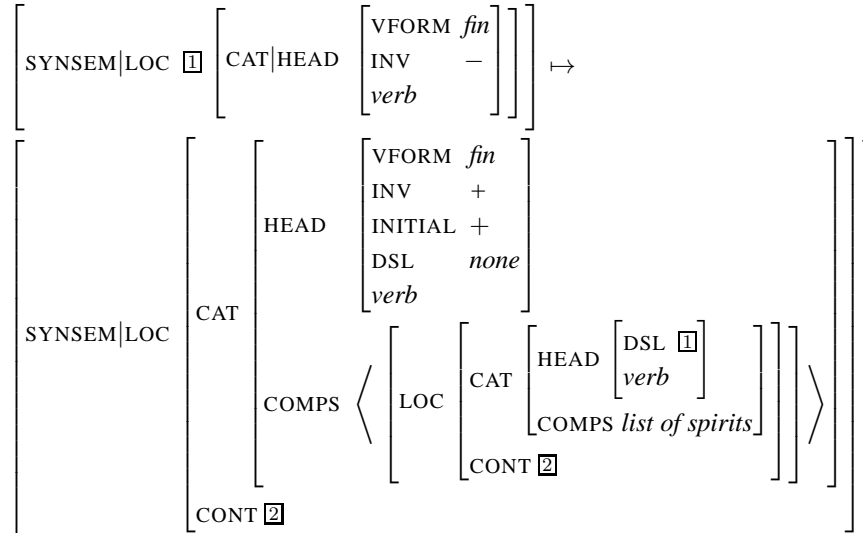 VFORM fin
SYNSEM|LOC 1 CAT|HEAD INV − ↦
verb
VFORM fin
INV +
HEAD INITIAL +
DSL none
verb
CAT
SYNSEM|LOC
HEAD DSL 1
verb
CAT
COMPS ⟨ LOC ⟩
COMPS list of spirits
CONT 2
CONT 2